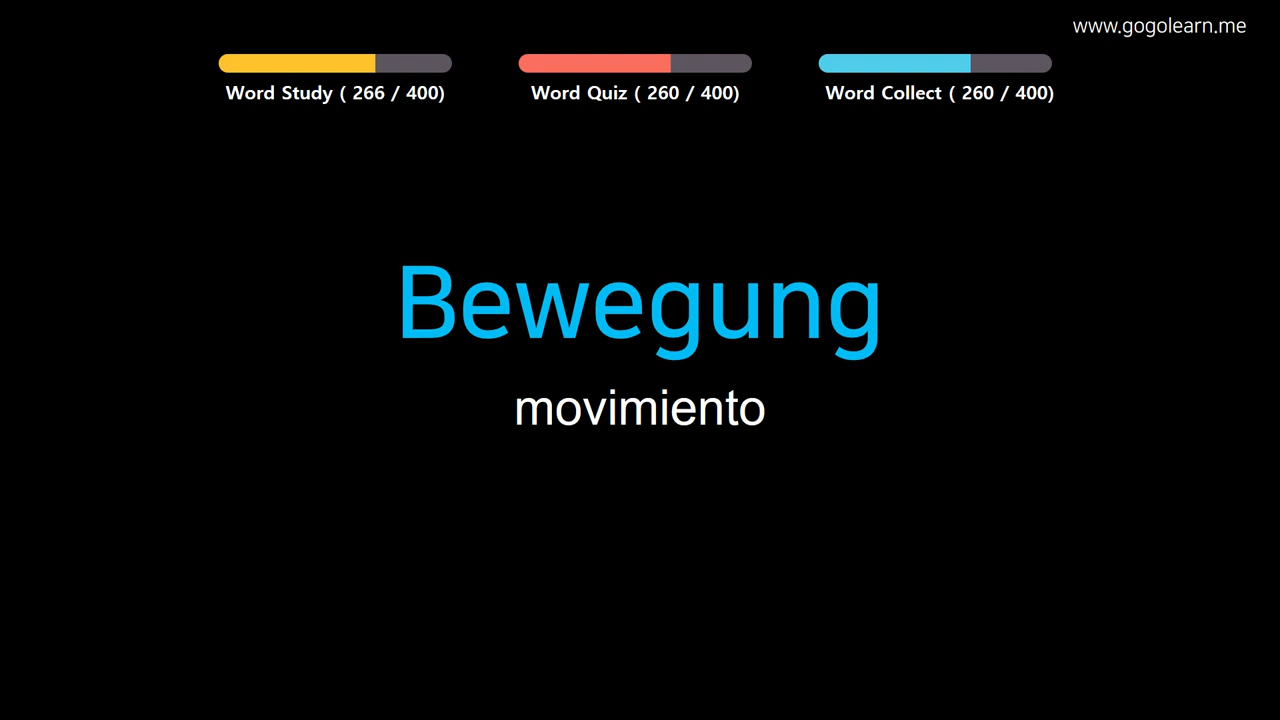 www.gogolearn.me
Word Study ( 266 / 400)
Word Quiz ( 260 / 400)
Word Collect ( 260 / 400)
Bewegung
movimiento